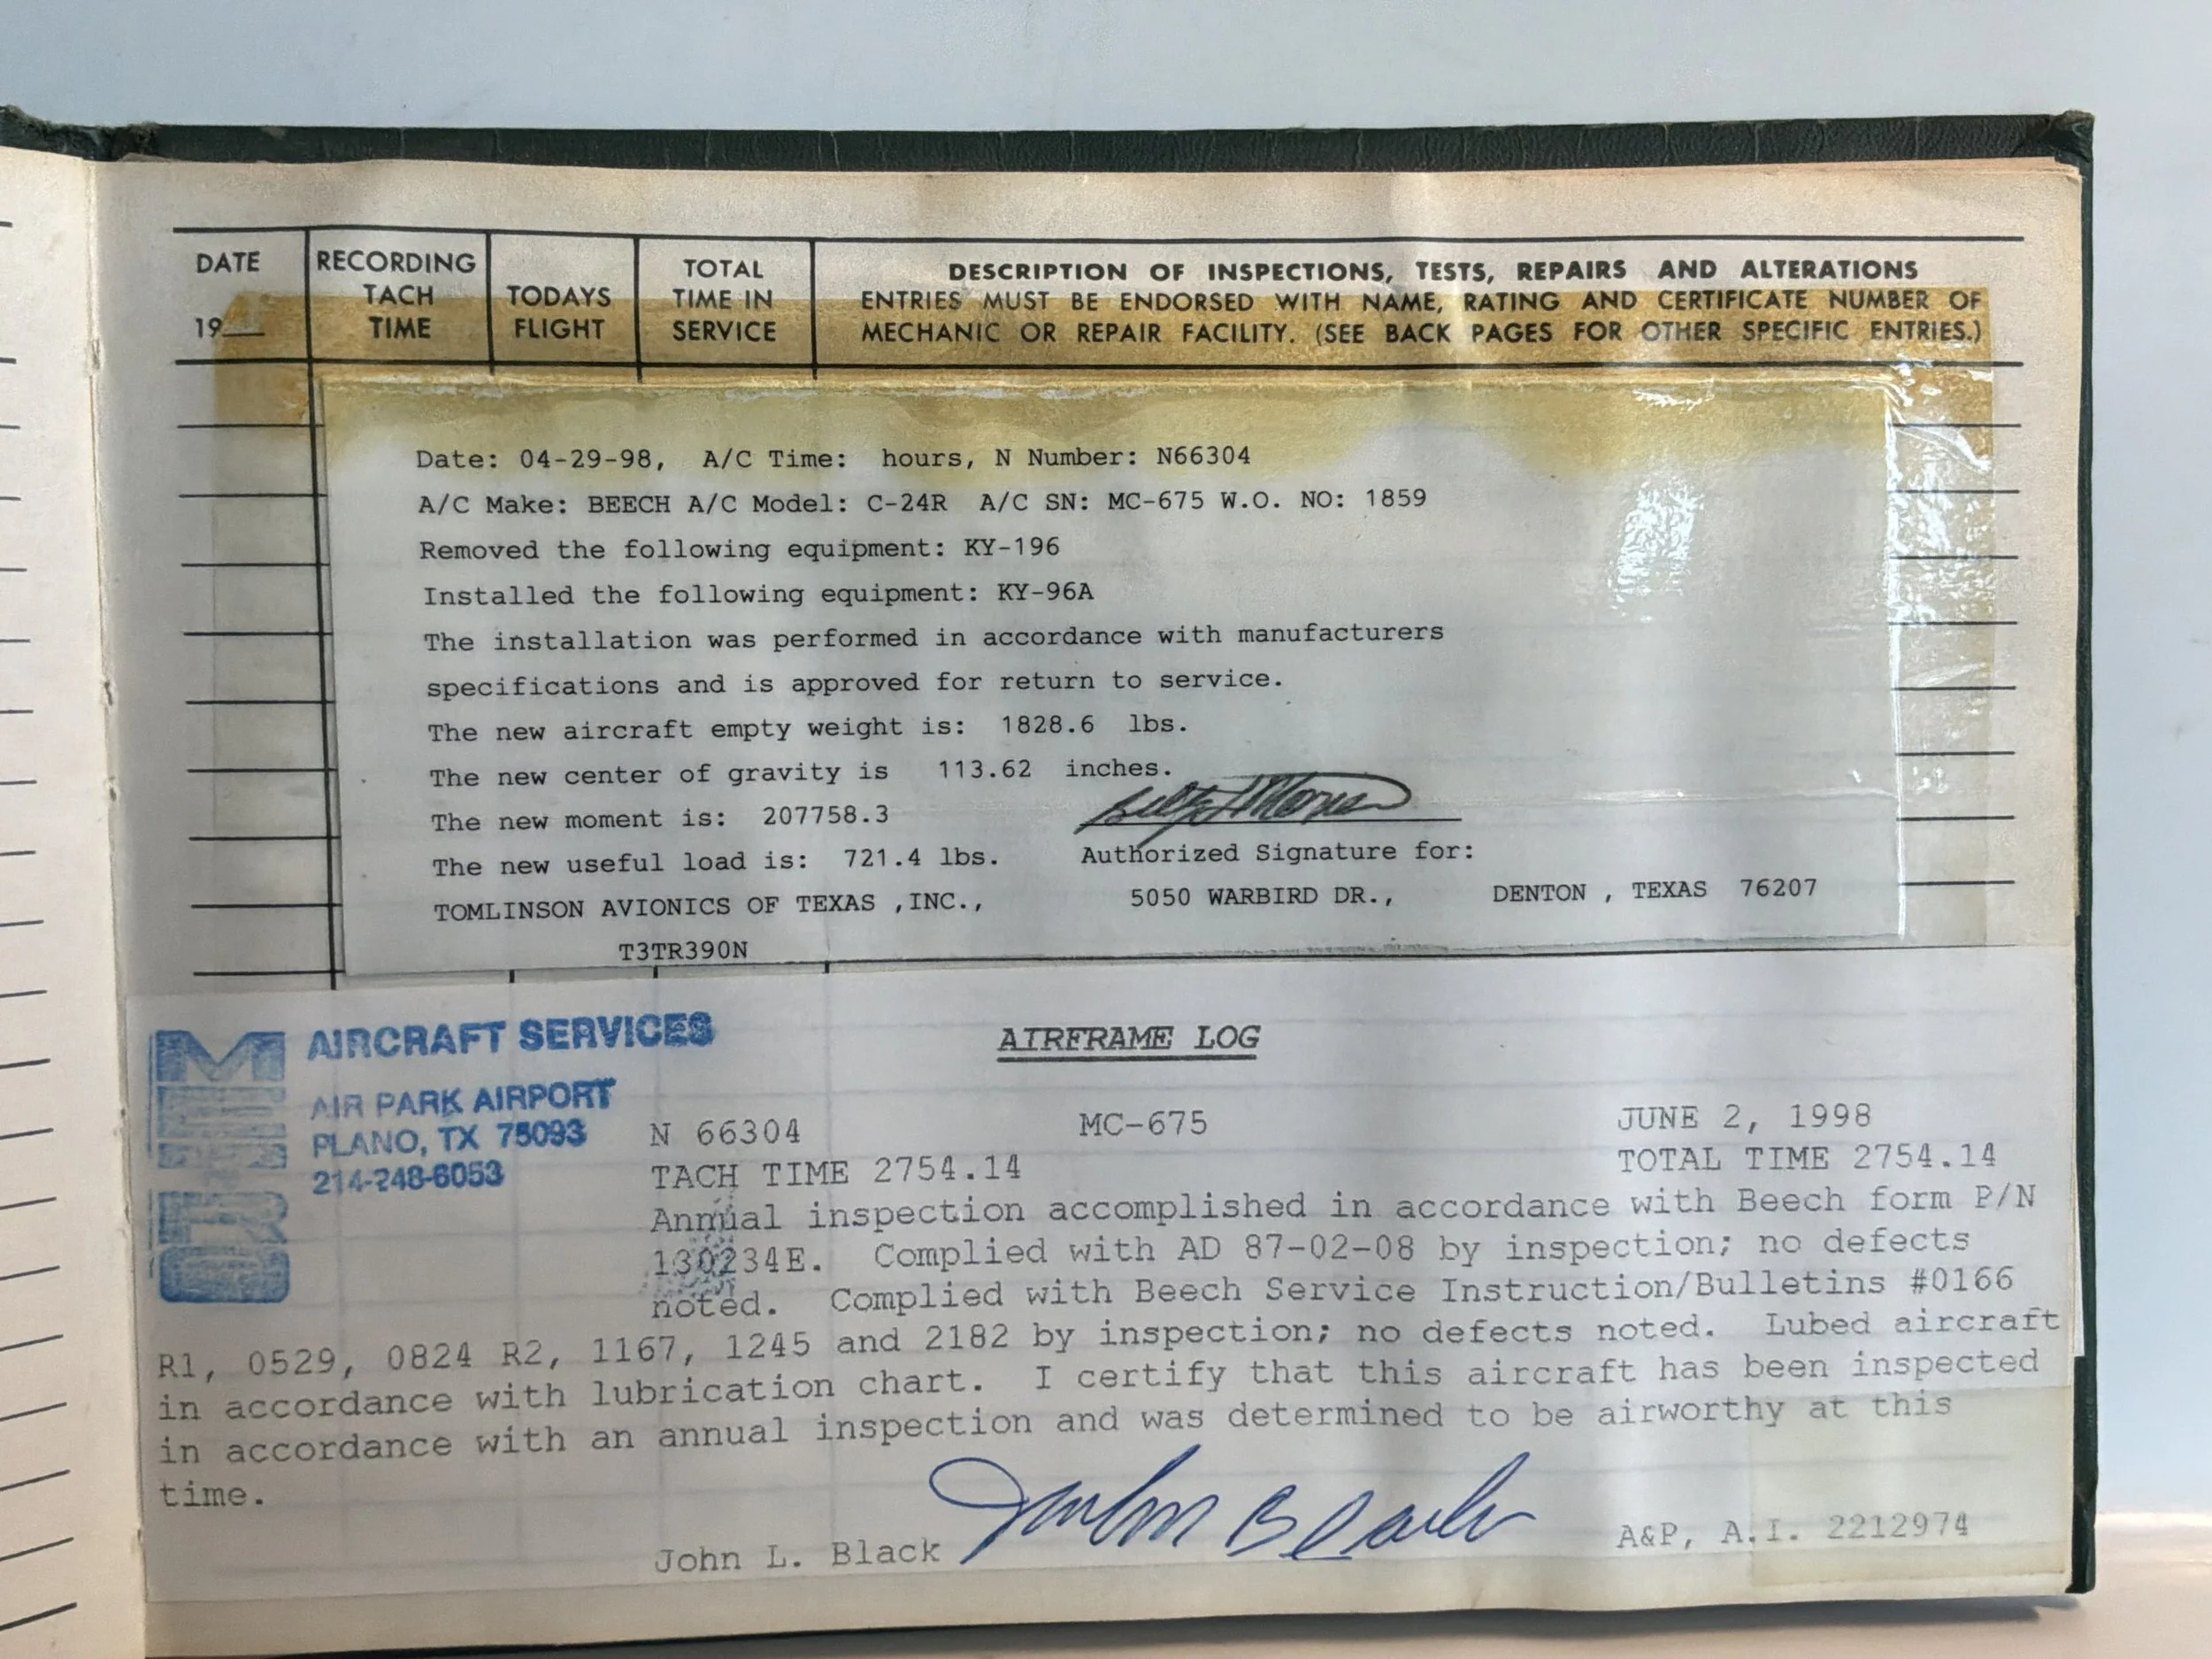 DATE
19__
RECORDING
TACH
TIME
TODAYS
FLIGHT
TOTAL
TIME IN
SERVICE
DESCRIPTION OF INSPECTIONS, TESTS, REPAIRS AND ALTERATIONS
ENTRIES MUST BE ENDORSED WITH NAME, RATING AND CERTIFICATE NUMBER OF
MECHANIC OR REPAIR FACILITY. (SEE BACK PAGES FOR OTHER SPECIFIC ENTRIES.)
Date: 04-29-98, A/C Time: hours, N Number: N66304
A/C Make: BEECH A/C Model: C-24R A/C SN: MC-675 W.O. NO: 1859
Removed the following equipment: KY-196
Installed the following equipment: KY-96A
The installation was performed in accordance with manufacturers
specifications and is approved for return to service.
The new aircraft empty weight is: 1828.6 lbs.
The new center of gravity is 113.62 inches.
The new moment is: 207758.3
The new useful load is: 721.4 lbs. Authorized Signature for:
TOMLINSON AVIONICS OF TEXAS ,INC., 5050 WARBIRD DR., DENTON , TEXAS 76207
T3TR390N
AIRCRAFT SERVICES
AIR PARK AIRPORT
PLANO, TX 75093
214-248-6053
AIRFRAME LOG
N 66304 MC-675 JUNE 2, 1998
TACH TIME 2754.14 TOTAL TIME 2754.14
Annual inspection accomplished in accordance with Beech form P/N
130234E. Complied with AD 87-02-08 by inspection; no defects
noted. Complied with Beech Service Instruction/Bulletins #0166
R1, 0529, 0824 R2, 1167, 1245 and 2182 by inspection; no defects noted. Lubed aircraft
in accordance with lubrication chart. I certify that this aircraft has been inspected
in accordance with an annual inspection and was determined to be airworthy at this
time.
John L. Black John Black A&P, A.I. 2212974